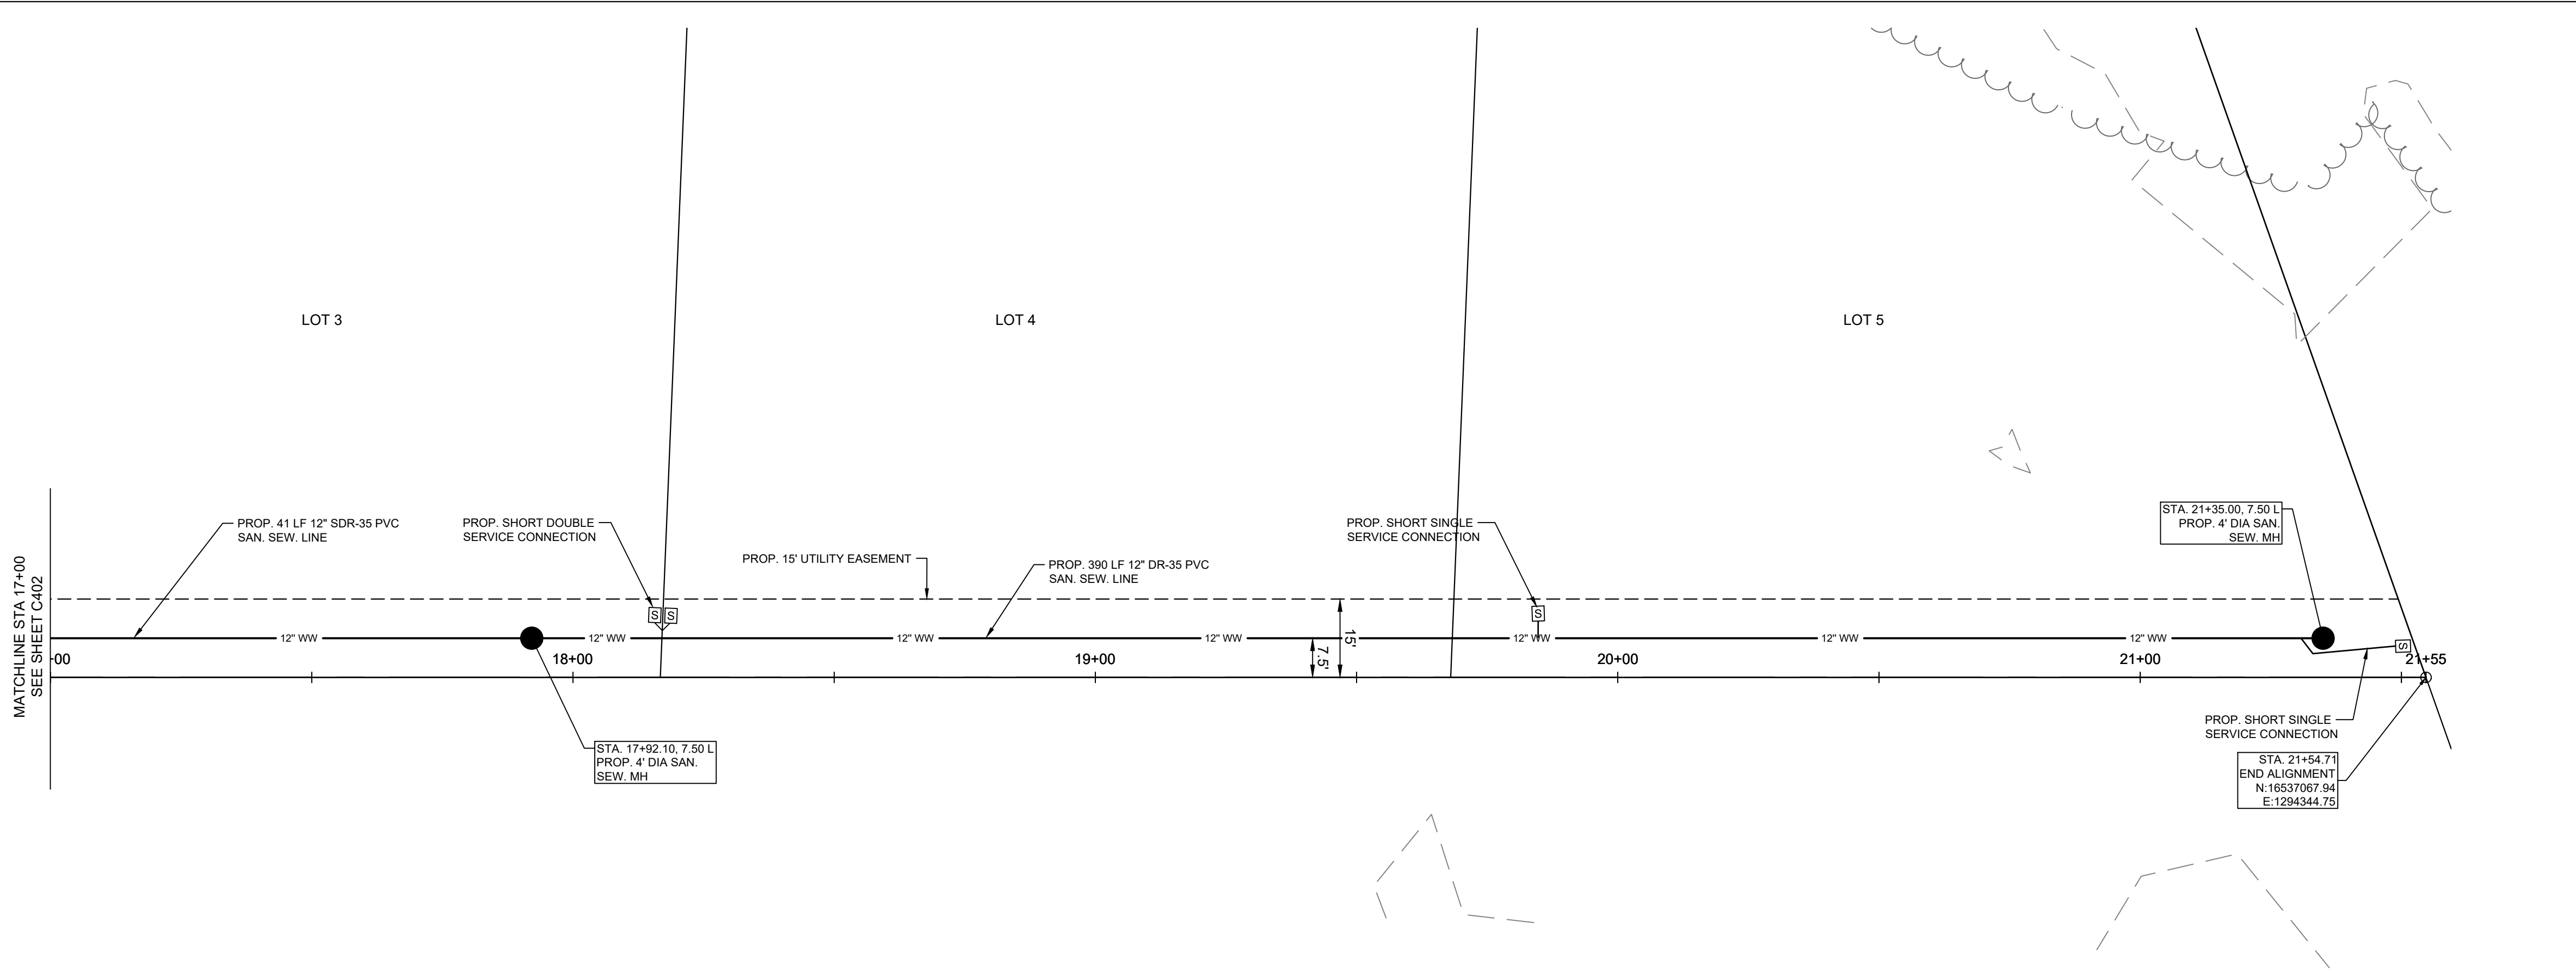 LOT 3
LOT 4
LOT 5
MATCHLINE STA 17+00
SEE SHEET C402
PROP. 41 LF 12" SDR-35 PVC
SAN. SEW. LINE
PROP. SHORT DOUBLE
SERVICE CONNECTION
PROP. 15' UTILITY EASEMENT
PROP. 390 LF 12" DR-35 PVC
SAN. SEW. LINE
PROP. SHORT SINGLE
SERVICE CONNECTION
STA. 21+35.00, 7.50 L
PROP. 4' DIA SAN.
SEW. MH
S
S
S
S
12" WW
12" WW
12" WW
12" WW
12" WW
12" WW
12" WW
15'
7.5'
+00
18+00
19+00
20+00
21+00
21+55
STA. 17+92.10, 7.50 L
PROP. 4' DIA SAN.
SEW. MH
PROP. SHORT SINGLE
SERVICE CONNECTION
STA. 21+54.71
END ALIGNMENT
N:16537067.94
E:1294344.75